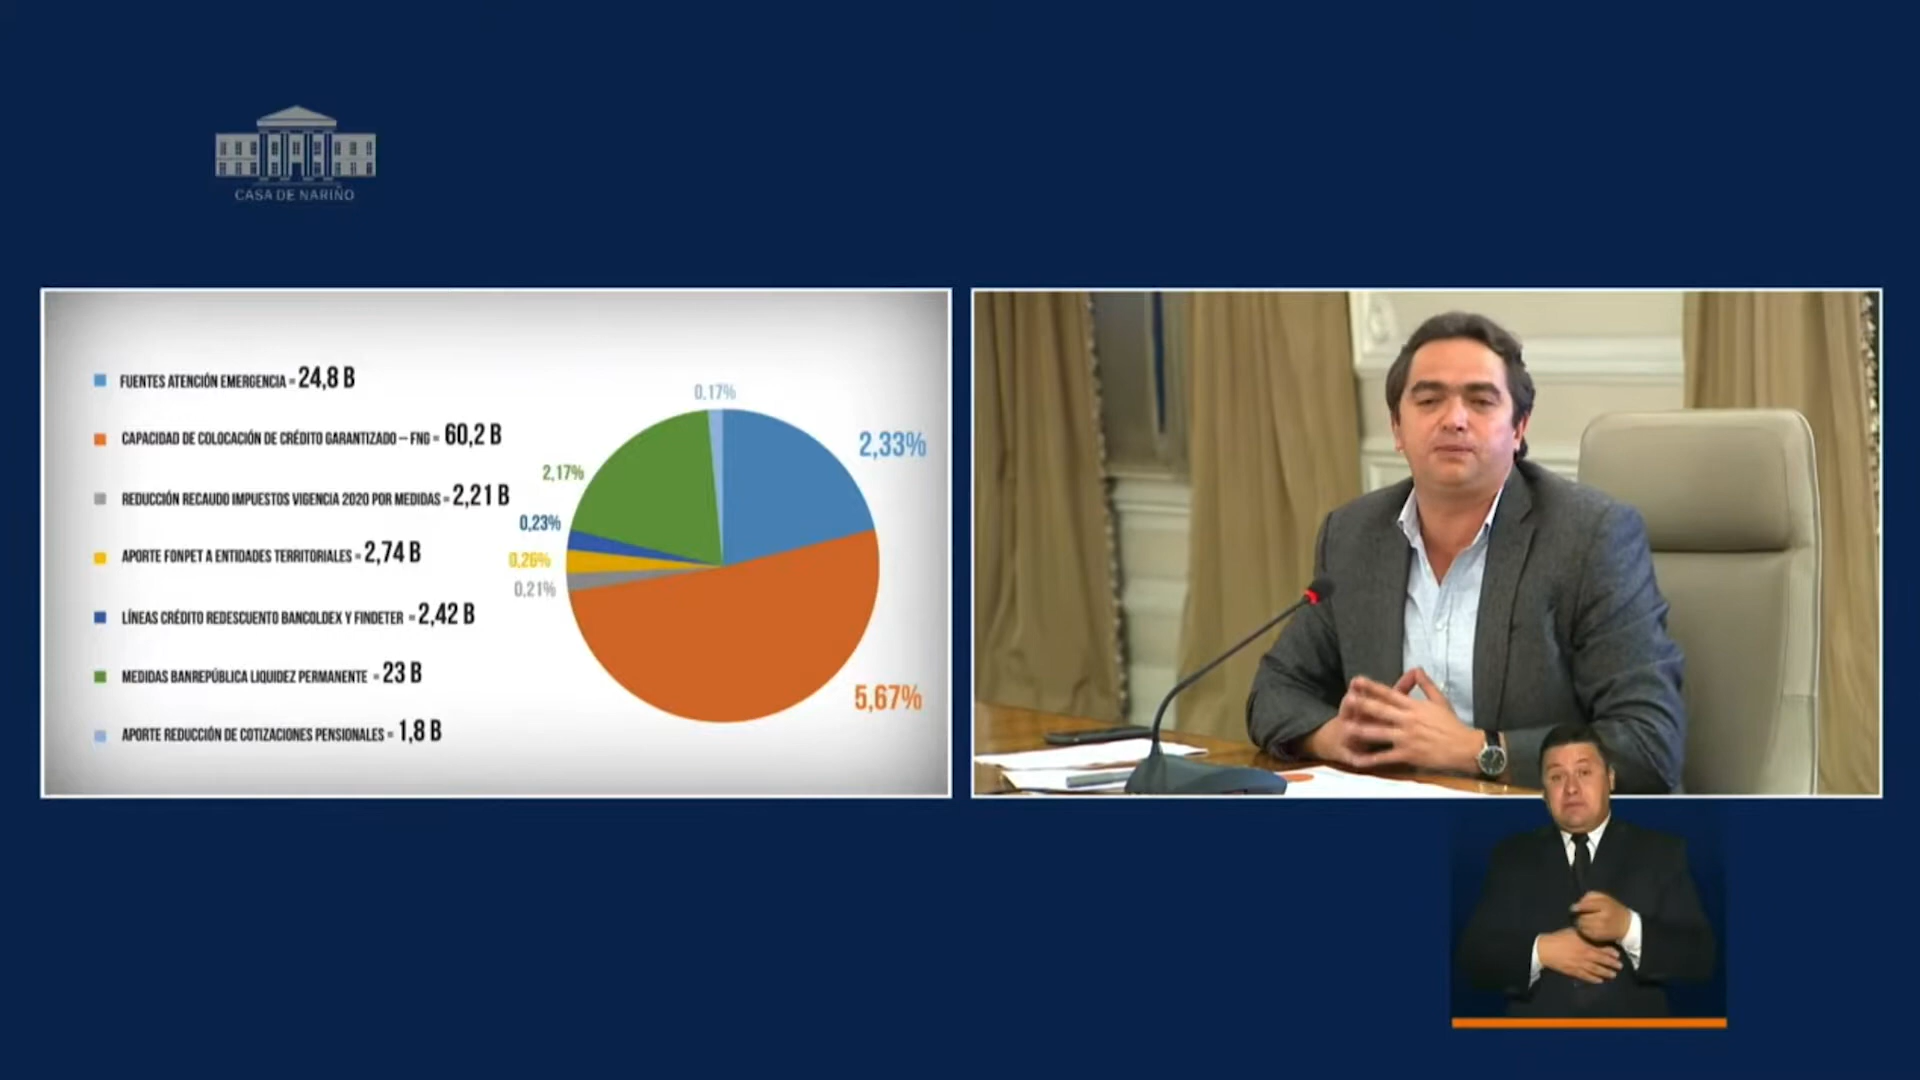 CASA DE NARIÑO
FUENTES ATENCIÓN EMERGENCIA = 24,8 B
CAPACIDAD DE COLOCACIÓN DE CRÉDITO GARANTIZADO – FNG = 60,2 B
REDUCCIÓN RECAUDO IMPUESTOS VIGENCIA 2020 POR MEDIDAS = 2,21 B
APORTE FONPET A ENTIDADES TERRITORIALES = 2,74 B
LÍNEAS CRÉDITO REDESCUENTO BANCOLDEX Y FINDETER = 2,42 B
MEDIDAS BANREPÚBLICA LIQUIDEZ PERMANENTE = 23 B
APORTE REDUCCIÓN DE COTIZACIONES PENSIONALES = 1,8 B
0.17%
2,33%
2,17%
0,23%
0,26%
0,21%
5,67%